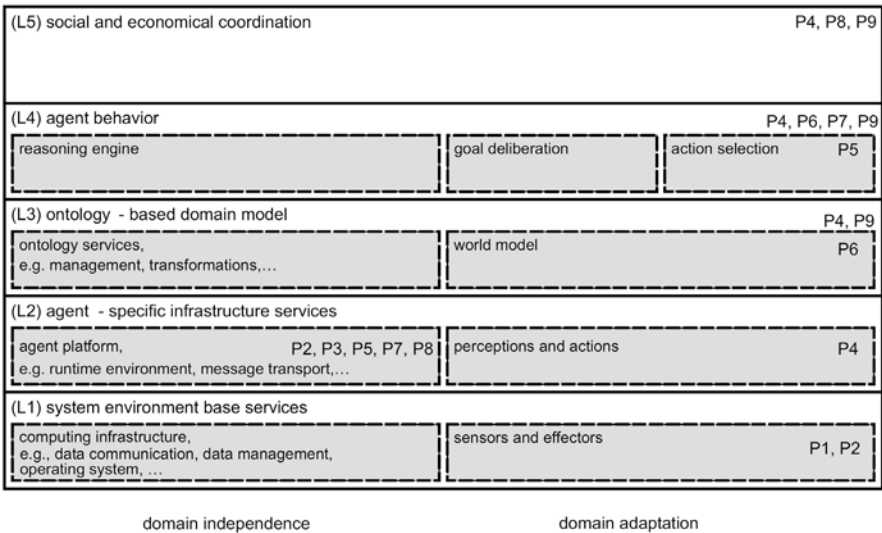 (L5) social and economical coordination P4, P8, P9
(L4) agent behavior P4, P6, P7, P9
reasoning engine goal deliberation action selection P5
(L3) ontology - based domain model P4, P9
ontology services, world model P6
e.g. management, transformations,…
(L2) agent - specific infrastructure services
agent platform, P2, P3, P5, P7, P8 perceptions and actions P4
e.g. runtime environment, message transport,…
(L1) system environment base services
computing infrastructure, sensors and effectors P1, P2
e.g., data communication, data management,
operating system, …
domain independence domain adaptation